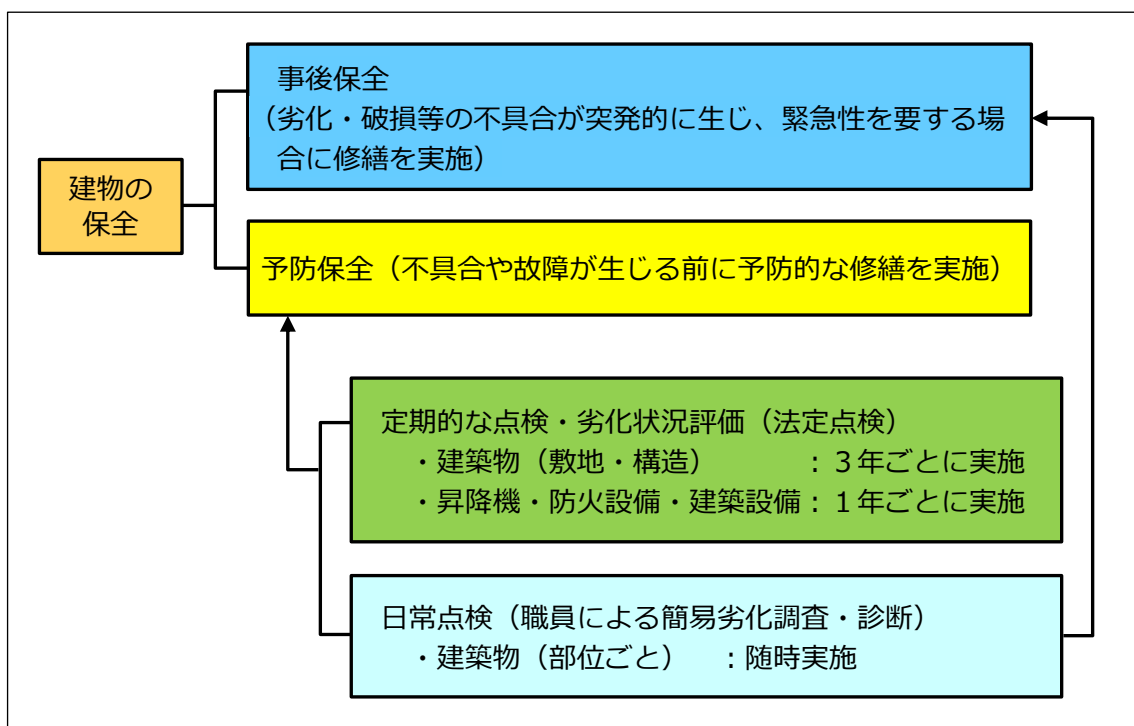 事後保全
（劣化・破損等の不具合が突発的に生じ、緊急性を要する場
合に修繕を実施）
建物の
保全
予防保全（不具合や故障が生じる前に予防的な修繕を実施）
定期的な点検・劣化状況評価（法定点検）
・建築物（敷地・構造）　　　：３年ごとに実施
・昇降機・防火設備・建築設備：１年ごとに実施
日常点検（職員による簡易劣化調査・診断）
・建築物（部位ごと）　：随時実施